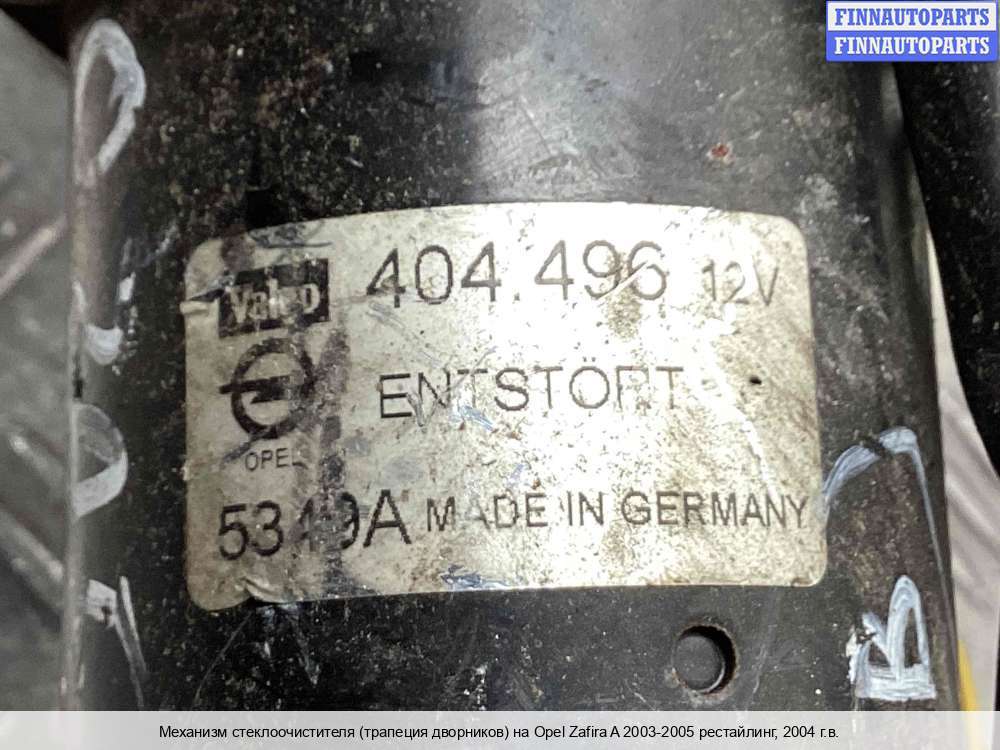 FINNAUTOPARTS
FINNAUTOPARTS
Valeo 404.496 12V
ENTSTÖRT
OPEL
5349A MADE IN GERMANY
Механизм стеклоочистителя (трапеция дворников) на Opel Zafira A 2003-2005 рестайлинг, 2004 г.в.